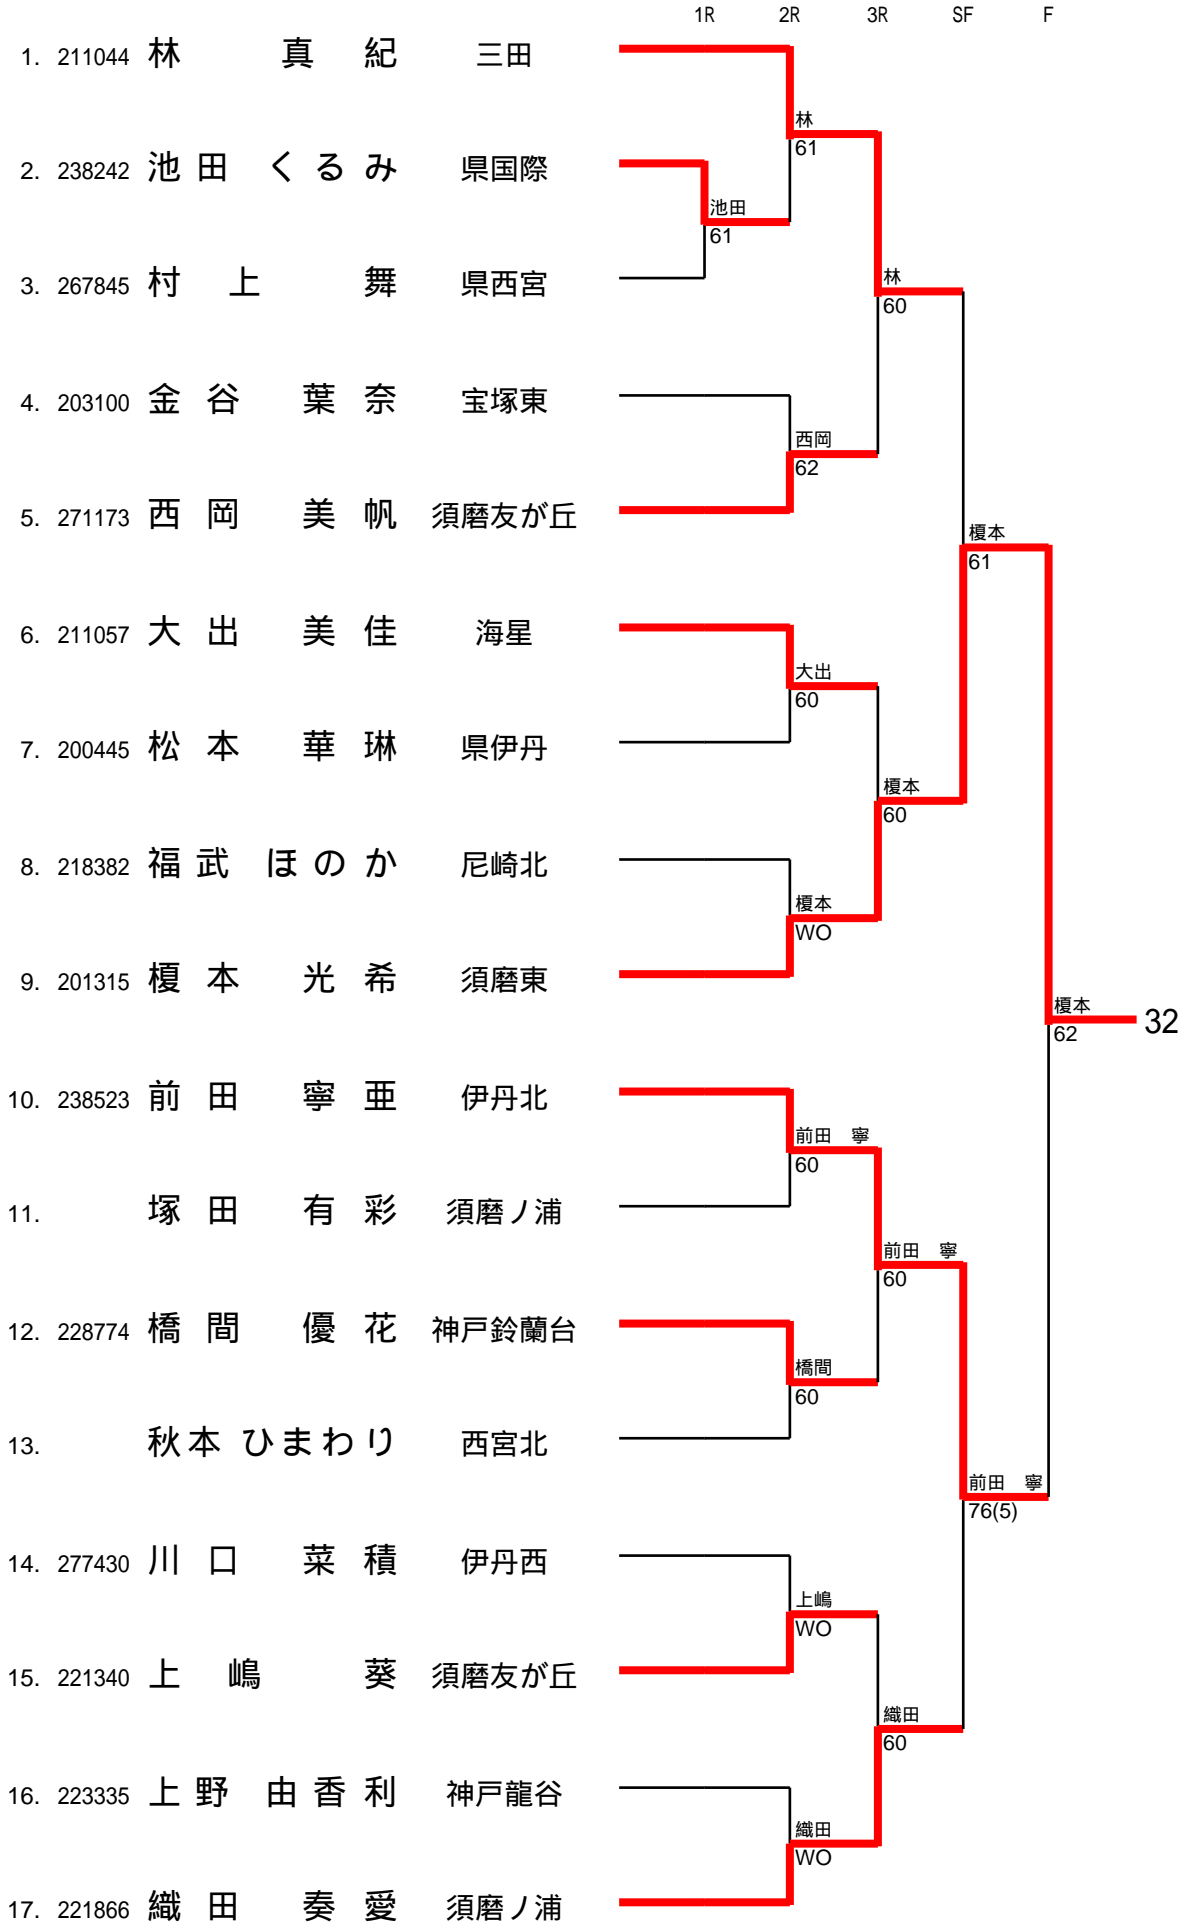 1R 2R 3R SF F
1. 211044 林 真 紀 三田
林
61
2. 238242 池 田 く る み 県国際
池田
61
3. 267845 村 上 舞 県西宮
林
60
4. 203100 金 谷 葉 奈 宝塚東
西岡
62
5. 271173 西 岡 美 帆 須磨友が丘
榎本
61
6. 211057 大 出 美 佳 海星
大出
60
7. 200445 松 本 華 琳 県伊丹
榎本
60
8. 218382 福 武 ほ の か 尼崎北
榎本
WO
9. 201315 榎 本 光 希 須磨東
榎本
62
32
10. 238523 前 田 寧 亜 伊丹北
前田 寧
60
11. 塚 田 有 彩 須磨ノ浦
前田 寧
60
12. 228774 橋 間 優 花 神戸鈴蘭台
橋間
60
13. 秋本 ひまわり 西宮北
前田 寧
76(5)
14. 277430 川 口 菜 積 伊丹西
上嶋
WO
15. 221340 上 嶋 葵 須磨友が丘
織田
60
16. 223335 上 野 由 香 利 神戸龍谷
織田
WO
17. 221866 織 田 奏 愛 須磨ノ浦